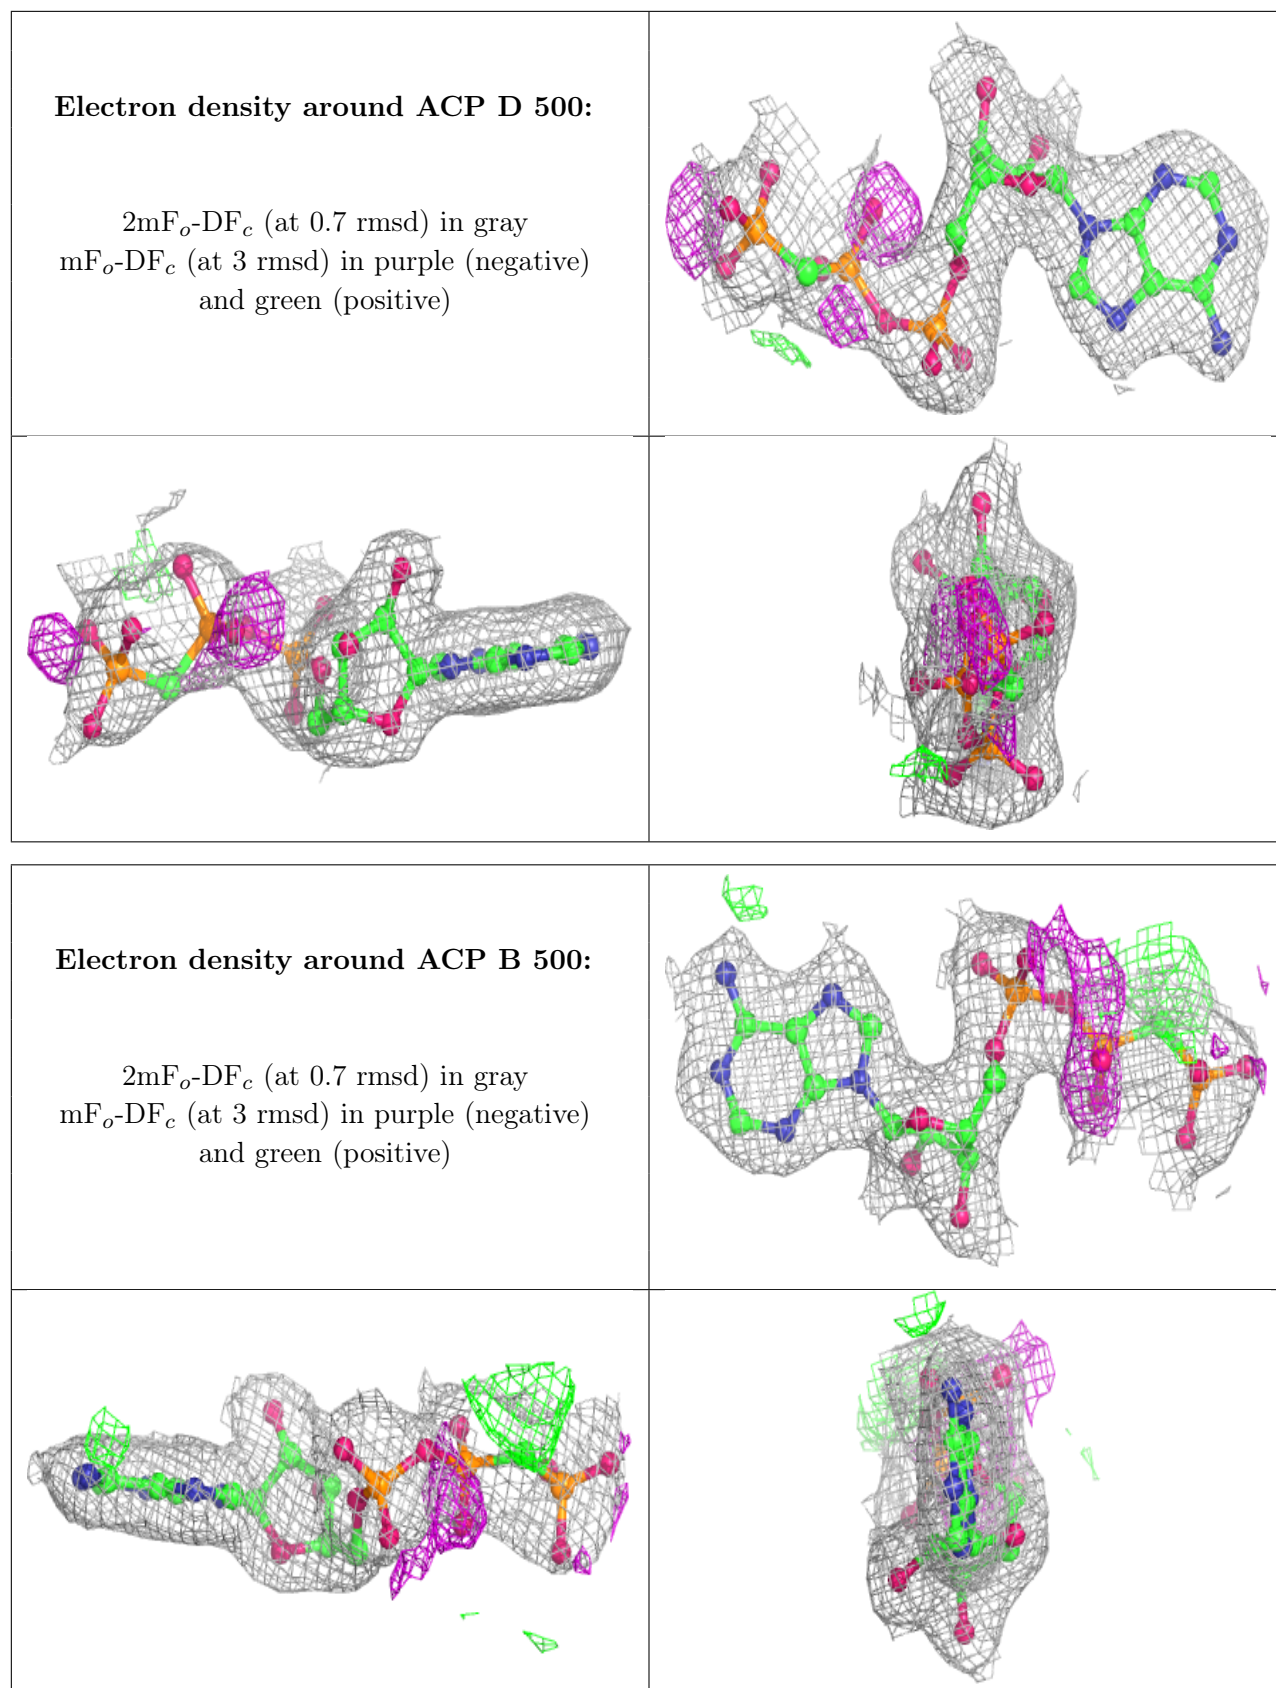 Electron density around ACP D 500:
2mFₒ-DF𝒸 (at 0.7 rmsd) in gray
mFₒ-DF𝒸 (at 3 rmsd) in purple (negative)
and green (positive)
Electron density around ACP B 500:
2mFₒ-DF𝒸 (at 0.7 rmsd) in gray
mFₒ-DF𝒸 (at 3 rmsd) in purple (negative)
and green (positive)